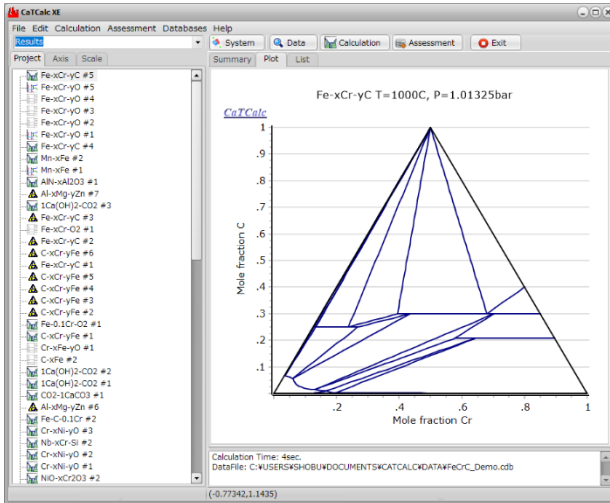 CaTCalc XE
File Edit Calculation Assessment Databases Help
Results
System Data Calculation Assessment Exit
Project Axis Scale
Summary Plot List
Fe-xCr-yC #5
Fe-xCr-yO #5
Fe-xCr-yO #4
Fe-xCr-yO #3
Fe-xCr-yO #2
Fe-xCr-yO #1
Fe-xCr-yC #4
Mn-xFe #2
Mn-xFe #1
AlN-xAl2O3 #1
Al-xMg-yZn #7
1Ca(OH)2-CO2 #3
Fe-xCr-yC #3
Fe-xCr-O2 #1
Fe-xCr-yC #2
C-xCr-yFe #6
Fe-xCr-yC #1
C-xCr-yFe #5
C-xCr-yFe #4
C-xCr-yFe #3
C-xCr-yFe #2
Fe-0.1Cr-O2 #1
C-xCr-yFe #1
Cr-xFe-yO #1
C-xFe #2
1Ca(OH)2-CO2 #2
1Ca(OH)2-CO2 #1
CO2-1CaCO3 #1
Al-xMg-yZn #6
Fe-C-0.1Cr #2
Cr-xNi-yO #3
Nb-xCr-Si #2
Cr-xNi-yO #2
Cr-xNi-yO #1
NiO-xCr2O3 #2
Fe-xCr-yC T=1000C, P=1.01325bar
CaTCalc
1
.9
.8
.7
.6
.5
.4
.3
.2
.1
Mole fraction C
.2 .4 .6 .8 1
Mole fraction Cr
Calculation Time: 4sec.
DataFile: C:¥USERS¥SHOBU¥DOCUMENTS¥CATCALC¥DATA¥FeCrC_Demo.cdb
(-0.77342,1.1435)